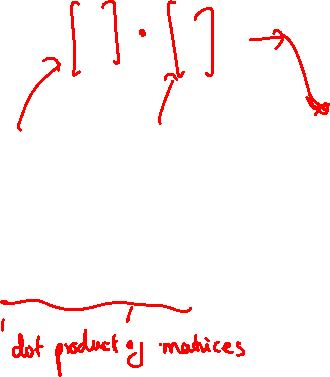 [ ] . [ ]
dot product of matrices